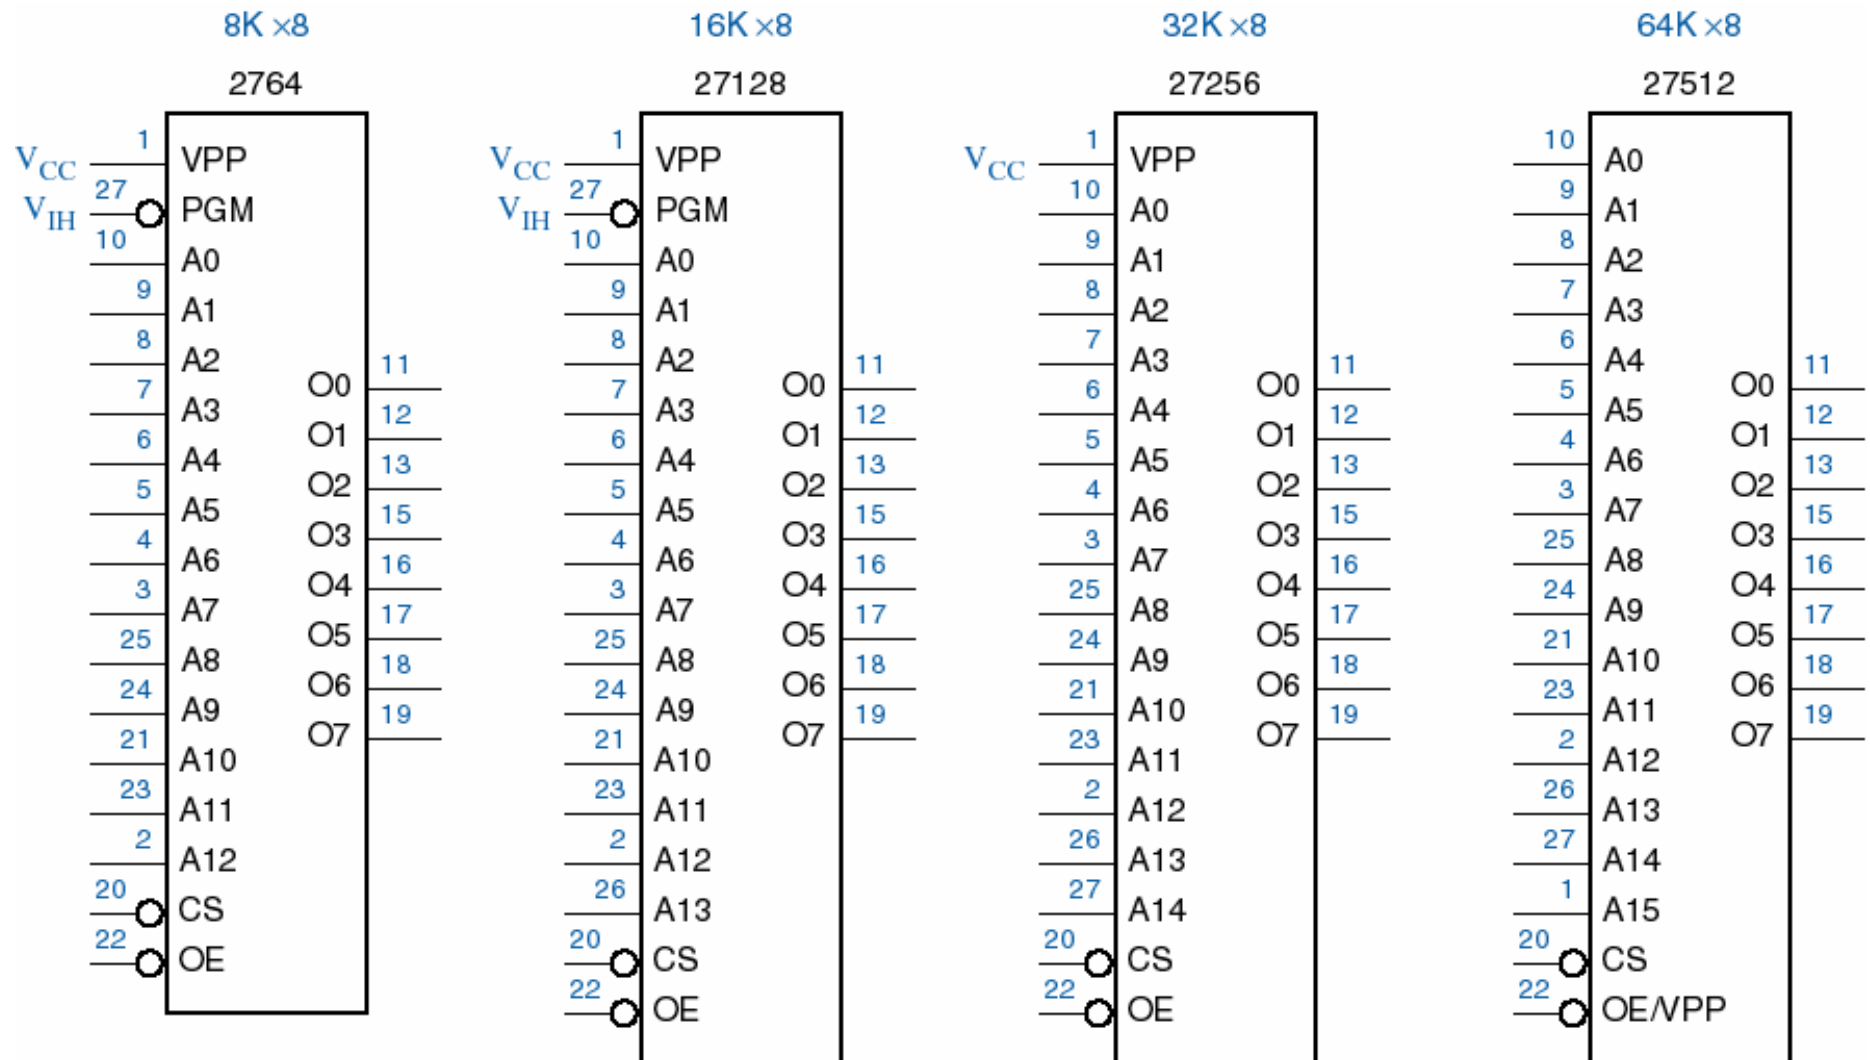 8K ×8
2764
1
VCC
VPP
27
VIH
PGM
10
A0
9
A1
8
A2
7
A3
6
A4
5
A5
4
A6
3
A7
25
A8
24
A9
21
A10
23
A11
2
A12
20
CS
22
OE
11
O0
12
O1
13
O2
15
O3
16
O4
17
O5
18
O6
19
O7
16K ×8
27128
1
VCC
VPP
27
VIH
PGM
10
A0
9
A1
8
A2
7
A3
6
A4
5
A5
4
A6
3
A7
25
A8
24
A9
21
A10
23
A11
2
A12
26
A13
20
CS
22
OE
11
O0
12
O1
13
O2
15
O3
16
O4
17
O5
18
O6
19
O7
32K ×8
27256
1
VCC
VPP
10
A0
9
A1
8
A2
7
A3
6
A4
5
A5
4
A6
3
A7
25
A8
24
A9
21
A10
23
A11
2
A12
26
A13
27
A14
20
CS
22
OE
11
O0
12
O1
13
O2
15
O3
16
O4
17
O5
18
O6
19
O7
64K ×8
27512
10
A0
9
A1
8
A2
7
A3
6
A4
5
A5
4
A6
3
A7
25
A8
24
A9
21
A10
23
A11
2
A12
26
A13
27
A14
1
A15
20
CS
22
OE/VPP
11
O0
12
O1
13
O2
15
O3
16
O4
17
O5
18
O6
19
O7